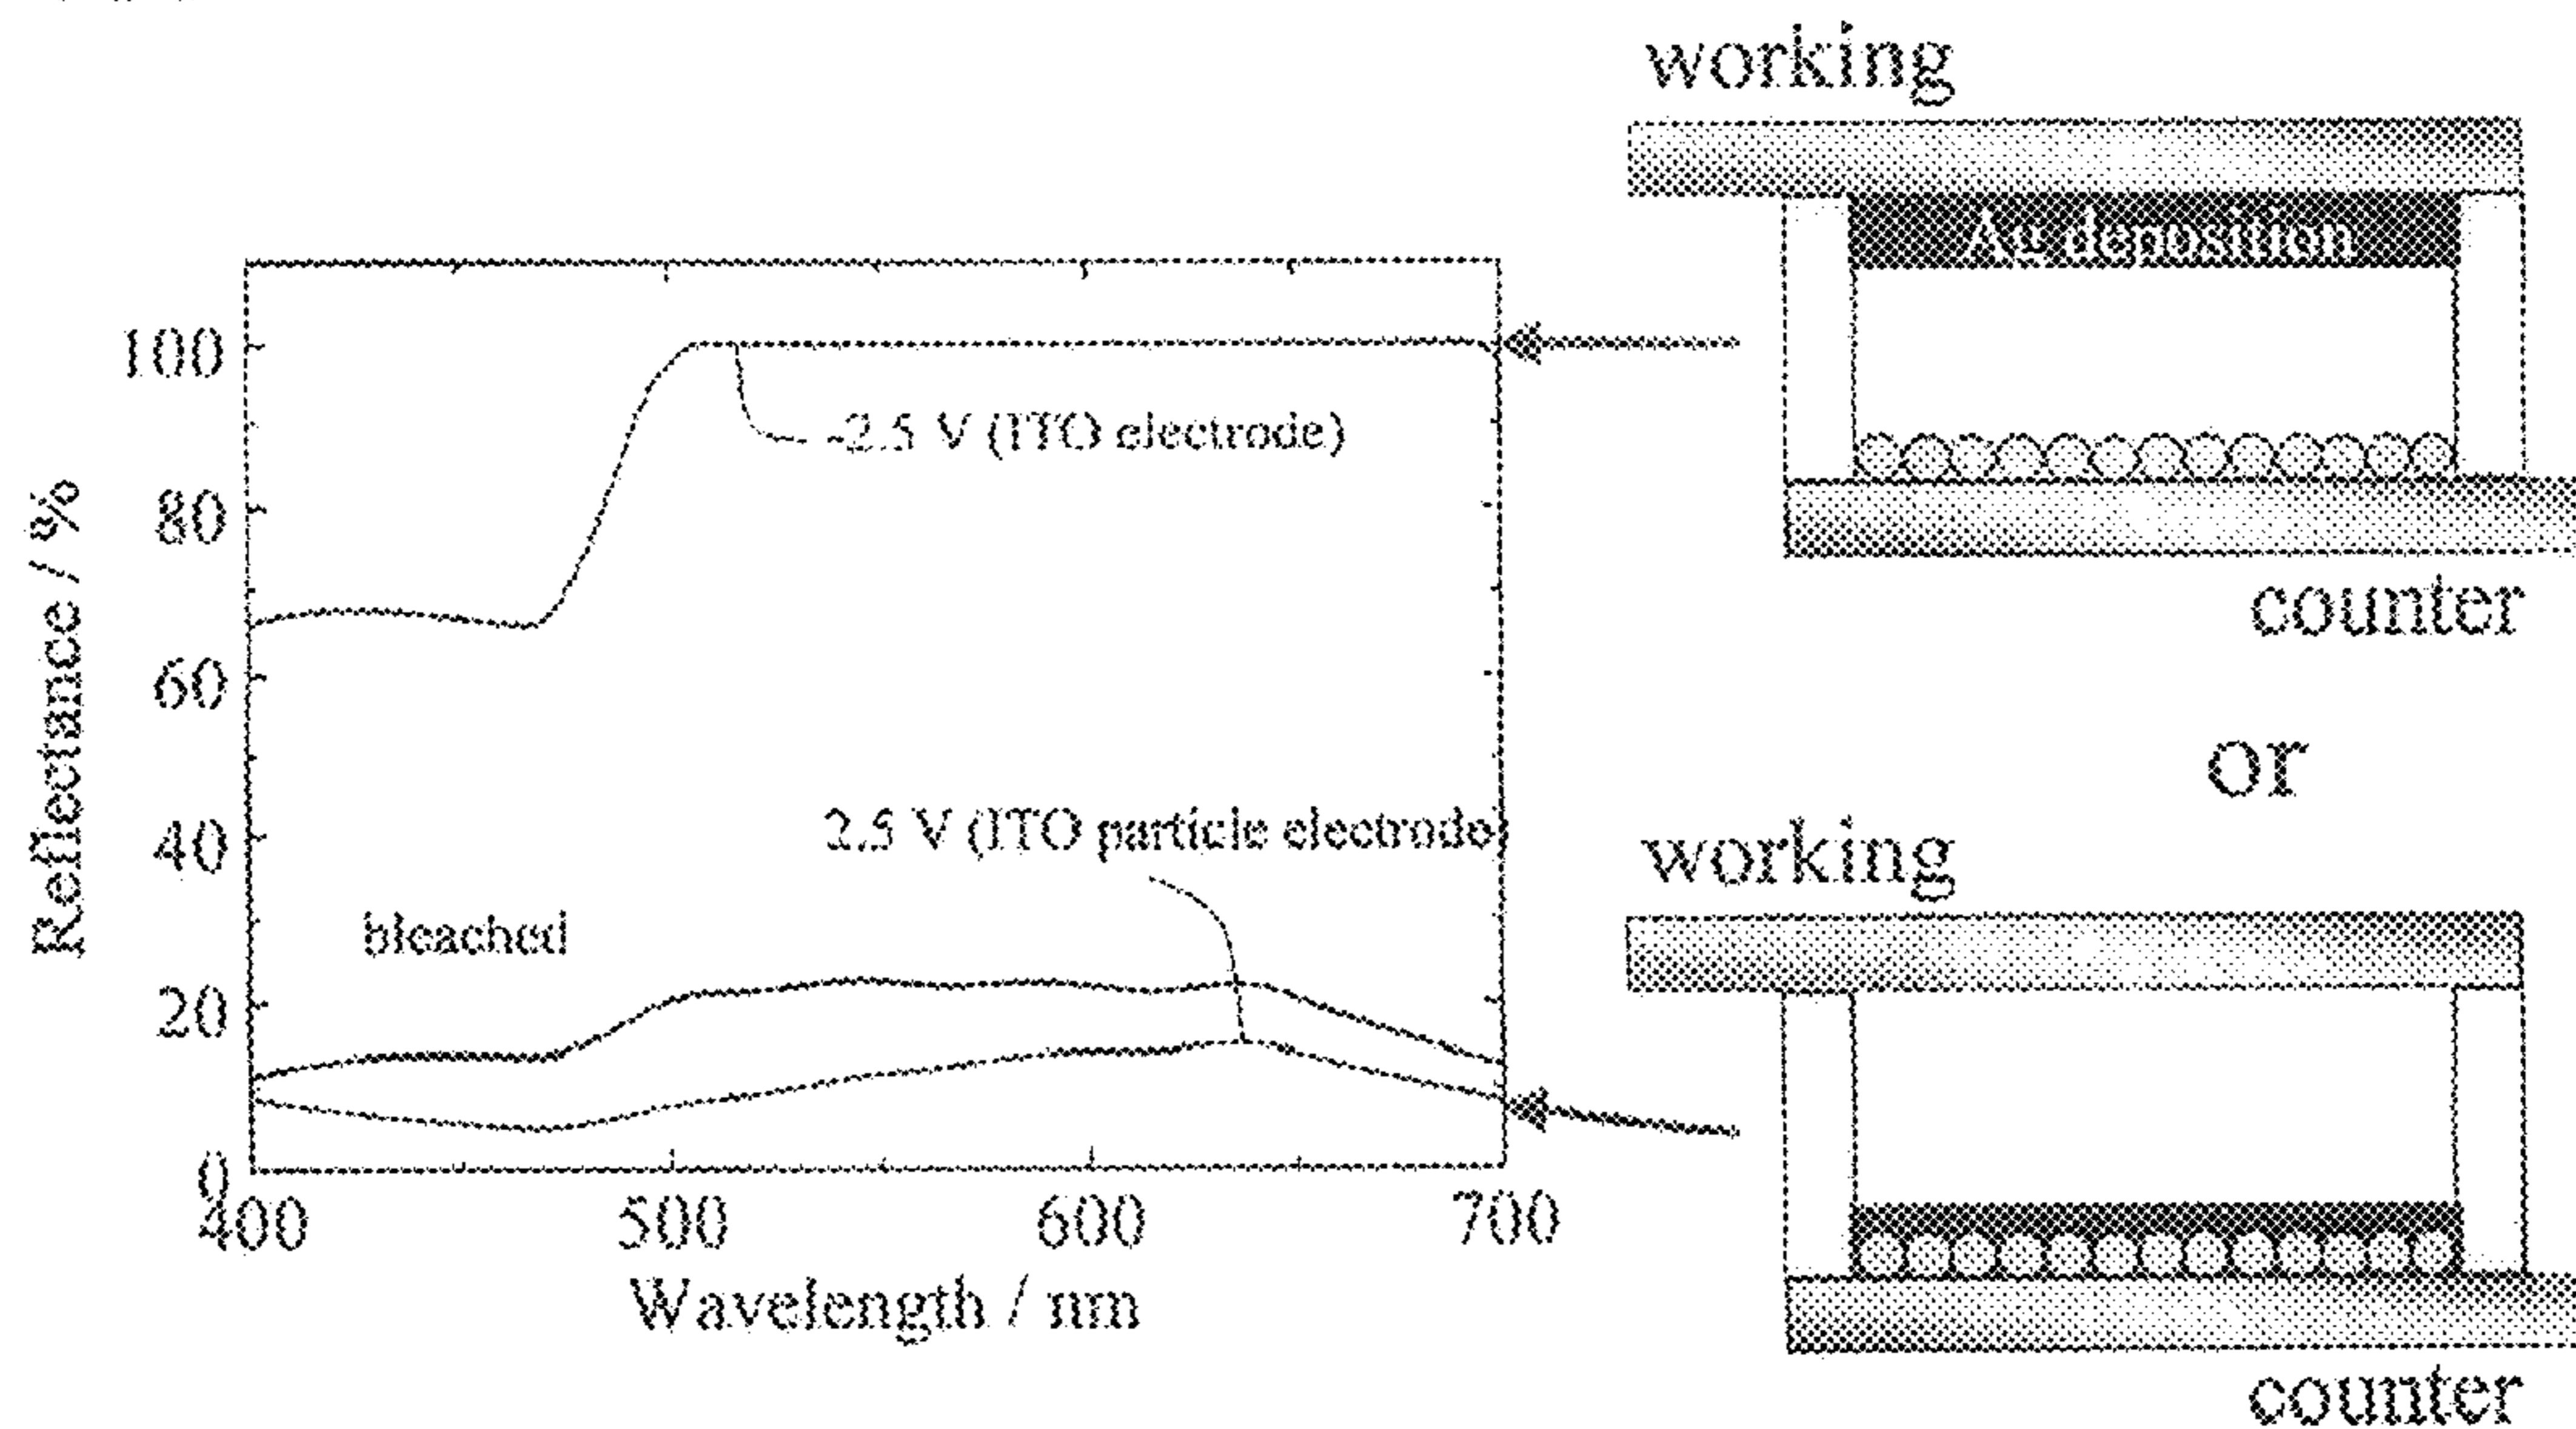 working
deposition
100
80
60
40
20
0
Reflectance / %
-2.5 V (ITO electrode)
2.5 V (ITO particle electrode)
bleached
400
500
600
700
Wavelength / nm
counter
or
working
counter